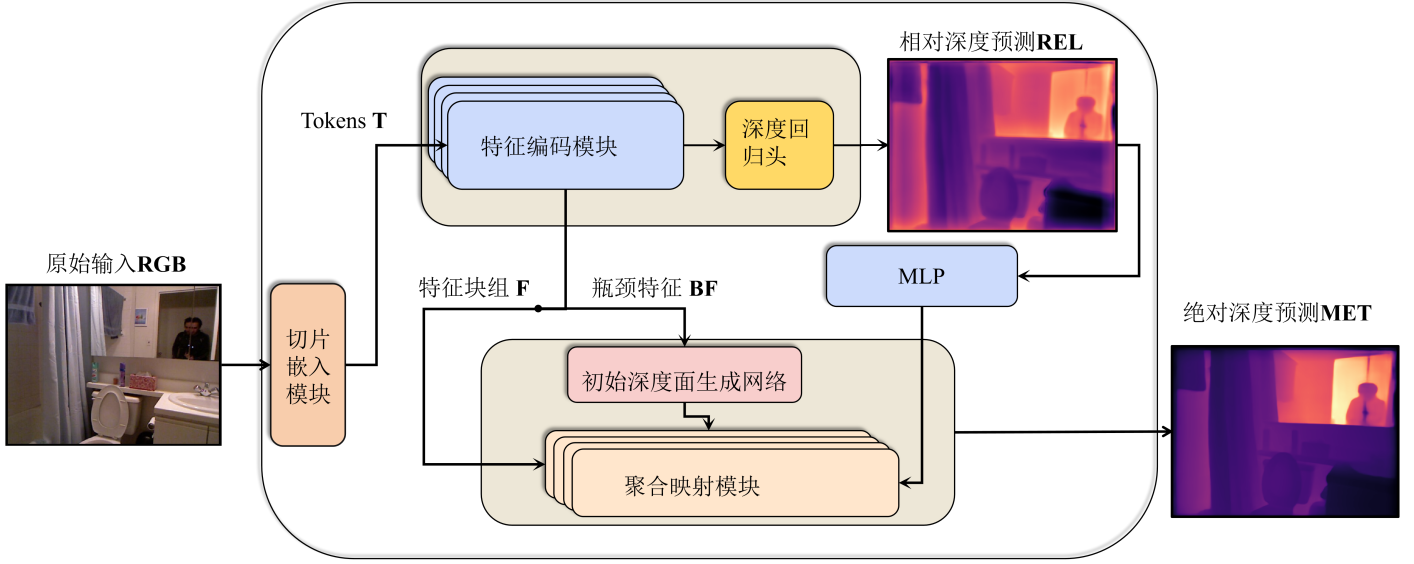 相对深度预测REL
Tokens T
特征编码模块
深度回
归头
原始输入RGB
特征块组 F
瓶颈特征 BF
MLP
绝对深度预测MET
切片
嵌入
模块
初始深度面生成网络
聚合映射模块